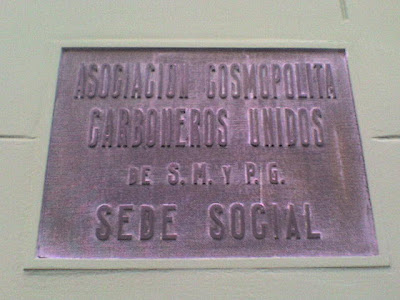 ASOCIACION COSMOPOLITA
CARBONEROS UNIDOS
DE S.M. Y P.G.
SEDE SOCIAL